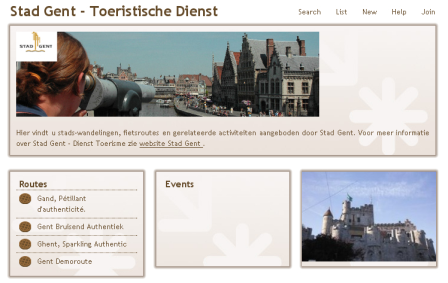 Stad Gent - Toeristische Dienst
Search List New Help Join
STAD GENT
Hier vindt u stads-wandelingen, fietsroutes en gerelateerde activiteiten aangeboden door Stad Gent. Voor meer informatie
over Stad Gent - Dienst Toerisme zie website Stad Gent .
Routes
Gand, Pétillant
d'authenticité.
Gent Bruisend Authentiek
Ghent, Sparkling Authentic
Gent Demoroute
Events